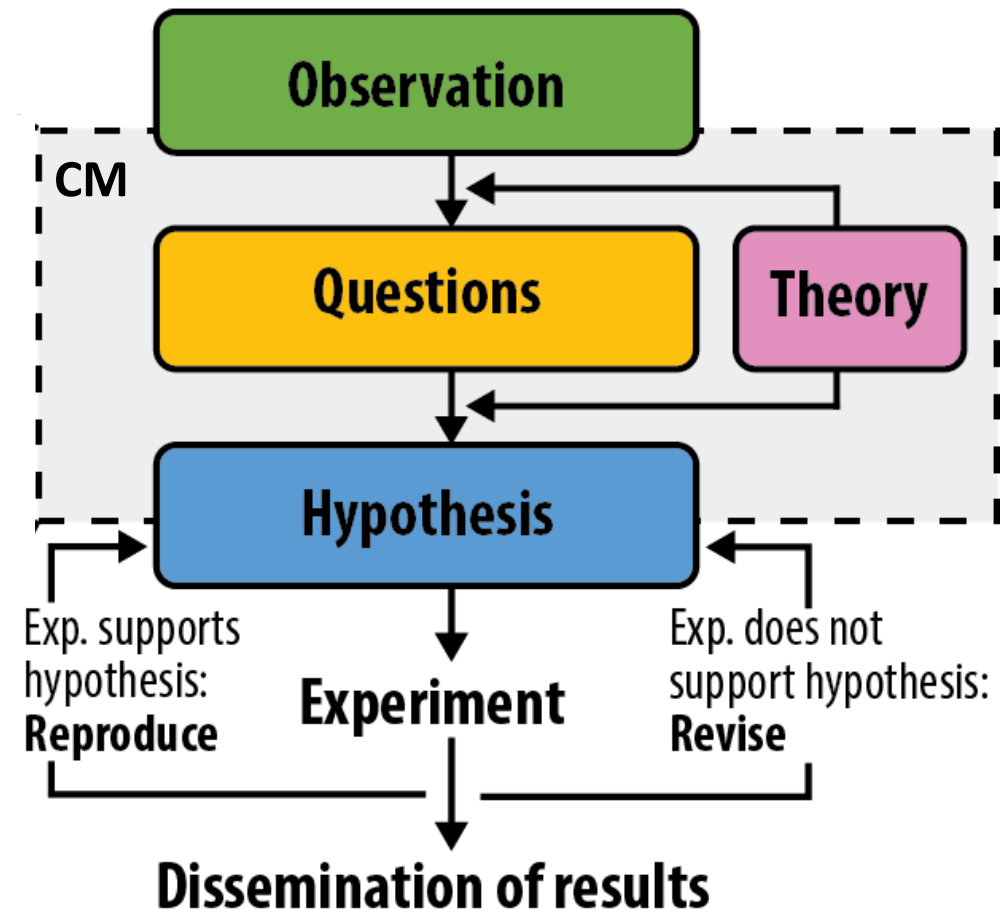 Observation
CM
Questions
Theory
Hypothesis
Exp. supports
hypothesis:
Reproduce
Exp. does not
support hypothesis:
Revise
Experiment
Dissemination of results